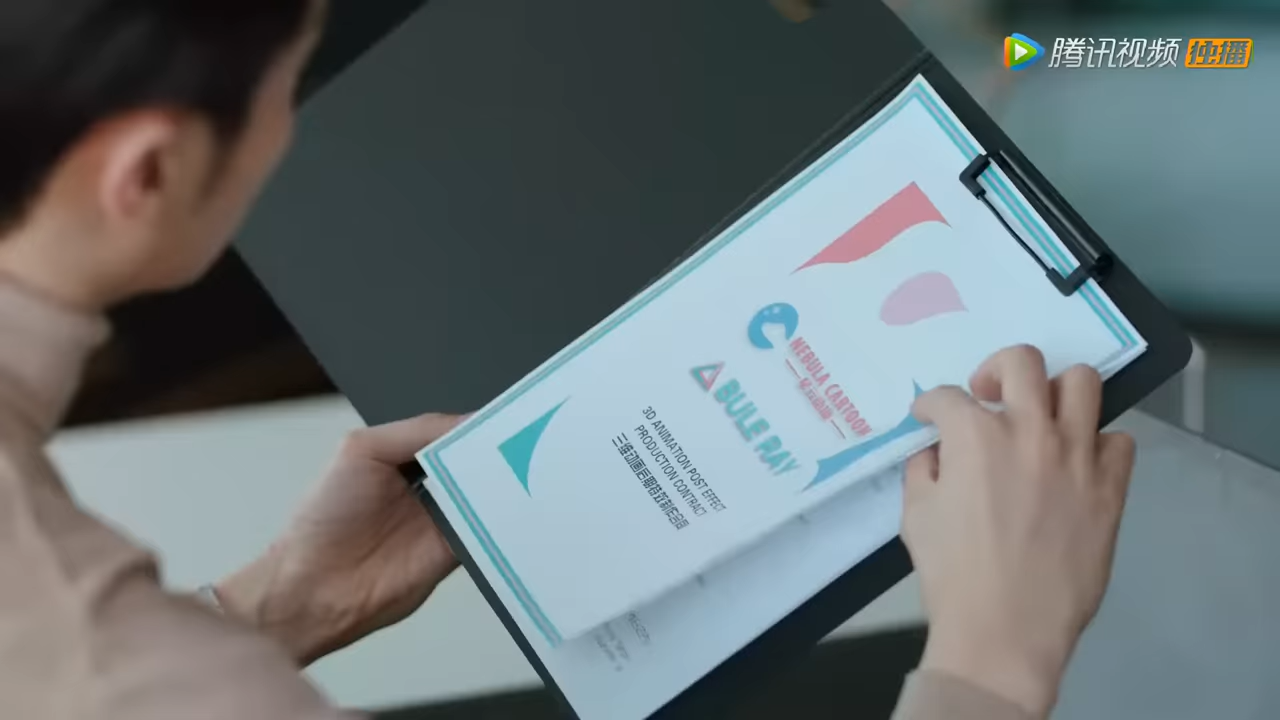 腾讯视频 独播
NEBULA CARTOON
BULE RAY
3D ANIMATION POST EFFECT
PRODUCTION CONTRACT
三维动画后期特效制作合同